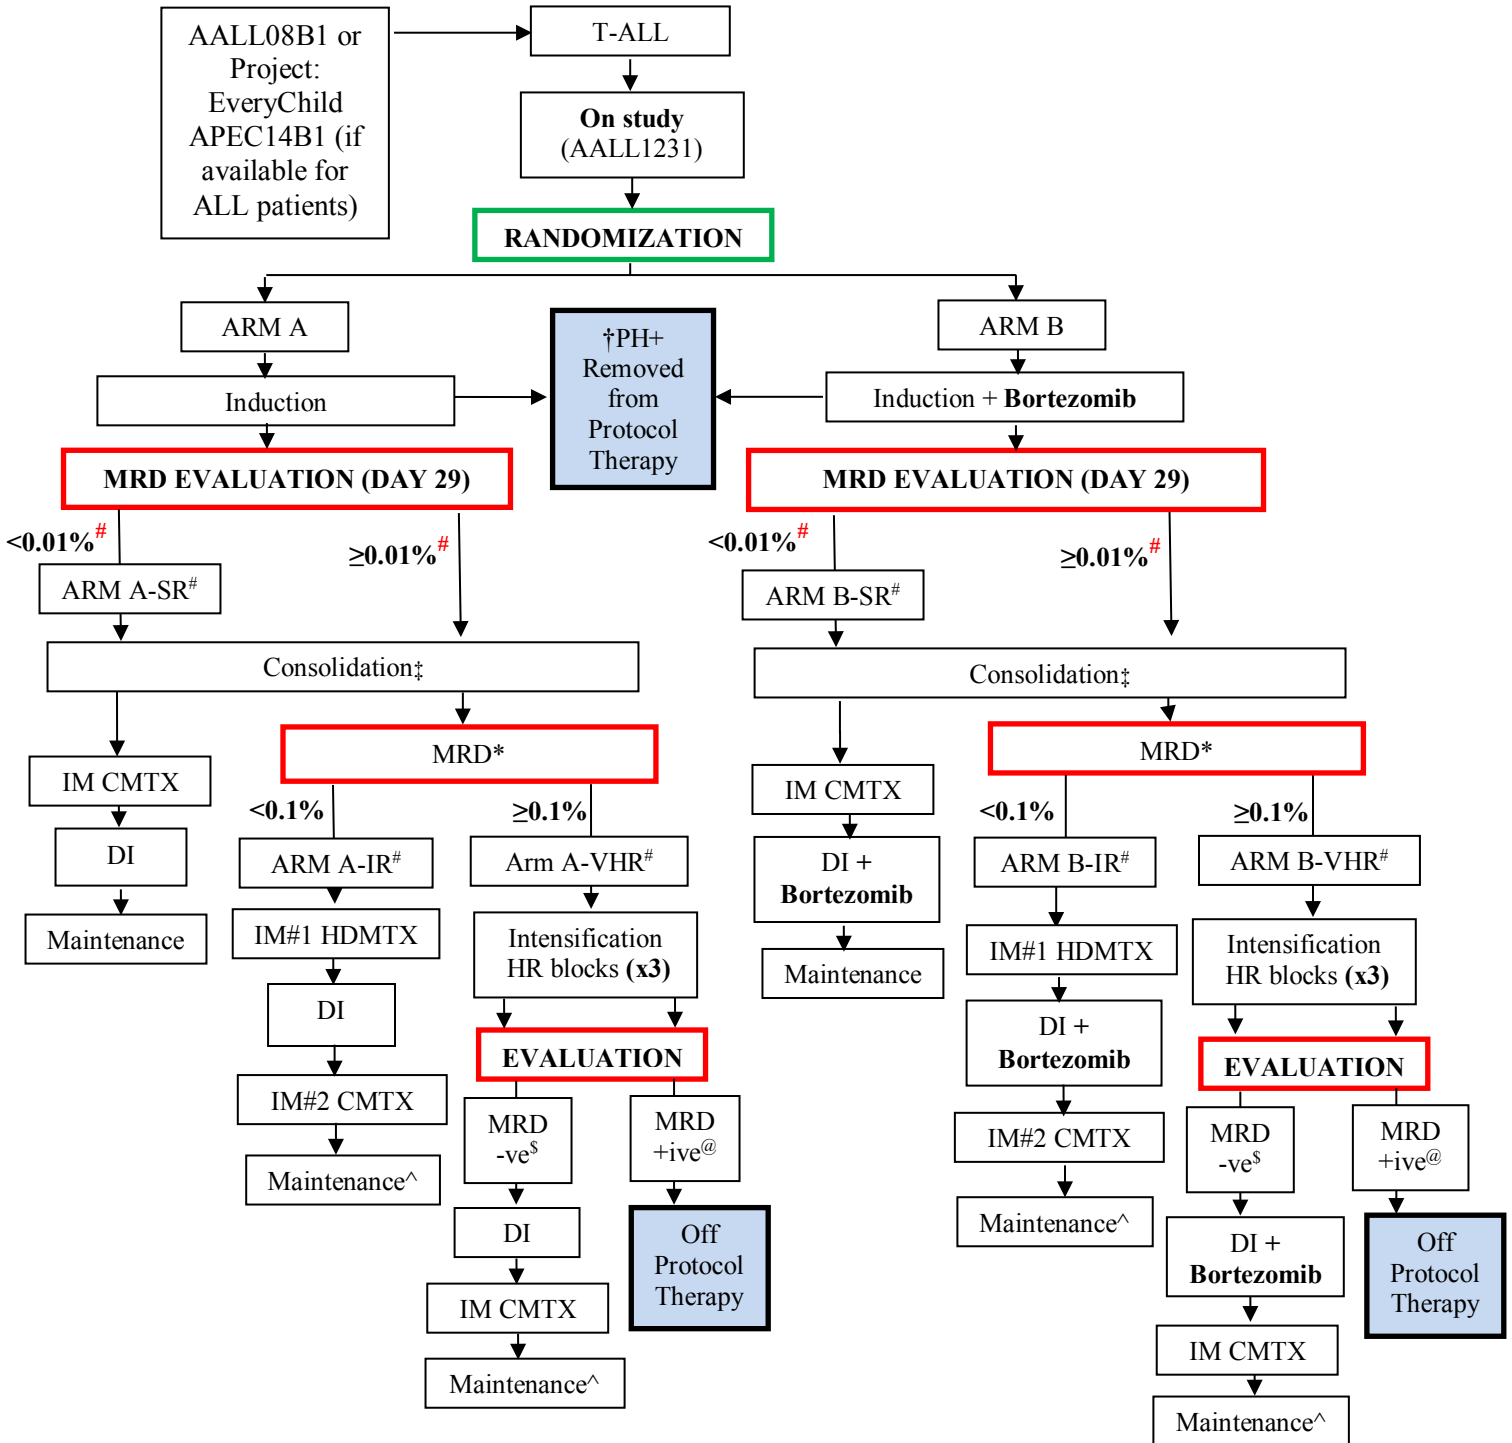 AALL08B1 or
Project:
EveryChild
APEC14B1 (if
available for
ALL patients)
T-ALL
On study
(AALL1231)
RANDOMIZATION
ARM A
ARM B
†PH+
Removed
from
Protocol
Therapy
Induction
Induction + Bortezomib
MRD EVALUATION (DAY 29)
MRD EVALUATION (DAY 29)
<0.01%#
≥0.01%#
<0.01%#
≥0.01%#
ARM A-SR#
ARM B-SR#
Consolidation‡
Consolidation‡
MRD*
MRD*
IM CMTX
DI
Maintenance
<0.1%
≥0.1%
ARM A-IR#
IM#1 HDMTX
DI
IM#2 CMTX
Maintenance^
Arm A-VHR#
Intensification
HR blocks (x3)
EVALUATION
MRD
-ve$
MRD
+ive@
DI
IM CMTX
Maintenance^
Off
Protocol
Therapy
IM CMTX
DI +
Bortezomib
Maintenance
<0.1%
≥0.1%
ARM B-IR#
IM#1 HDMTX
DI +
Bortezomib
IM#2 CMTX
Maintenance^
ARM B-VHR#
Intensification
HR blocks (x3)
EVALUATION
MRD
-ve$
MRD
+ive@
DI +
Bortezomib
IM CMTX
Maintenance^
Off
Protocol
Therapy